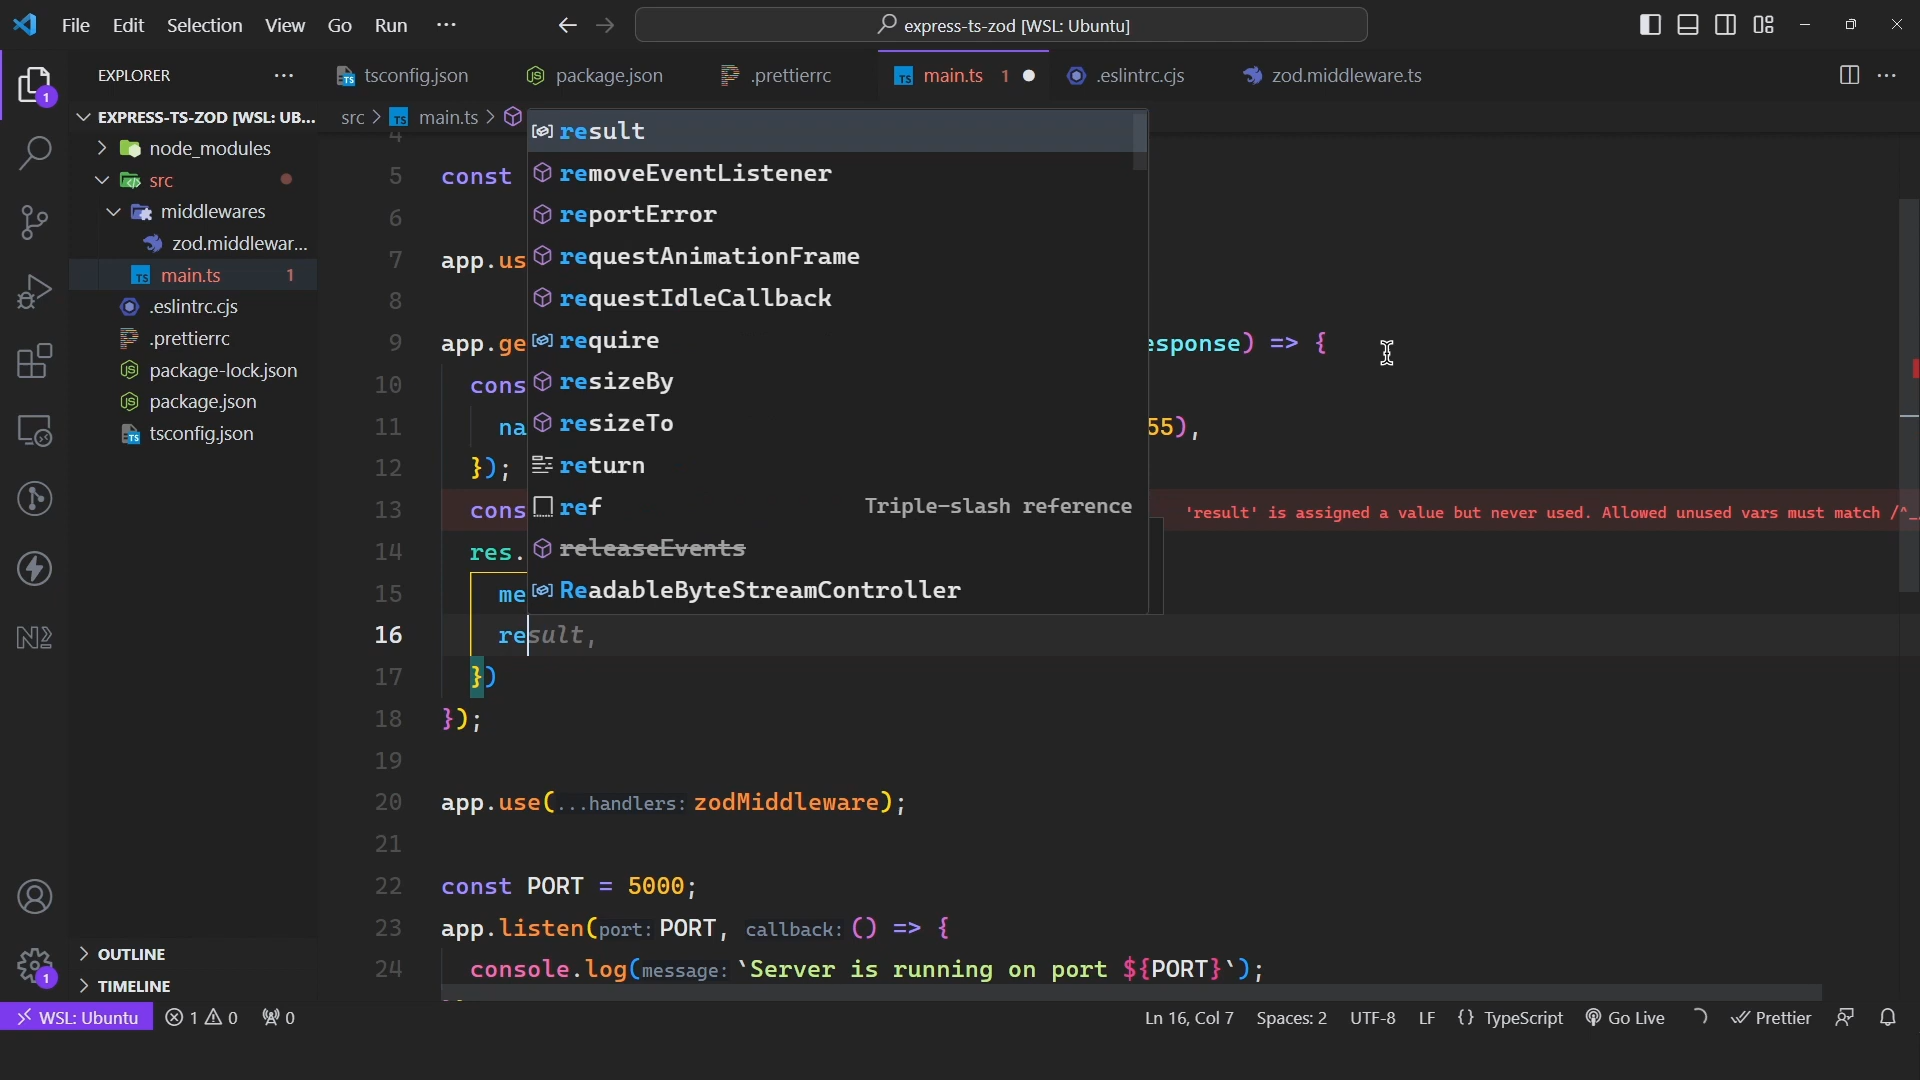 File Edit Selection View Go Run ···
express-ts-zod [WSL: Ubuntu]
EXPLORER ···
tsconfig.json package.json .prettierrc main.ts 1 .eslintrc.cjs zod.middleware.ts ···
EXPRESS-TS-ZOD [WSL: UB...
node_modules
src
middlewares
zod.middlewar...
main.ts 1
.eslintrc.cjs
.prettierrc
package-lock.json
package.json
tsconfig.json
OUTLINE
TIMELINE
1
1
src > main.ts >
result
removeEventListener
reportError
requestAnimationFrame
requestIdleCallback
require
resizeBy
resizeTo
return
ref Triple-slash reference
releaseEvents
ReadableByteStreamController
4
5 const
6
7 app.us
8
9 app.ge esponse) => {
10 cons
11 na 55),
12 });
13 cons 'result' is assigned a value but never used. Allowed unused vars must match /^_
14 res.
15 me
16 result,
17 })
18 });
19
20 app.use(...handlers: zodMiddleware);
21
22 const PORT = 5000;
23 app.listen(port: PORT, callback: () => {
24 console.log(message: `Server is running on port ${PORT}`);
WSL: Ubuntu 1 0 0 Ln 16, Col 7 Spaces: 2 UTF-8 LF {} TypeScript Go Live Prettier